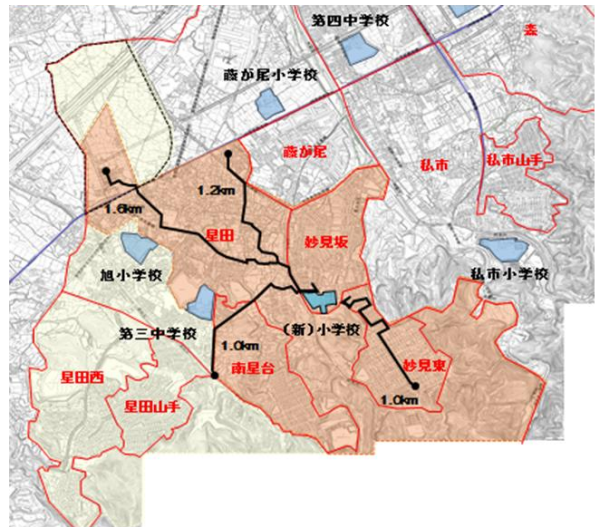 第四中学校
藤が尾小学校
藤が尾
私市
私市山手
1.2km
1.6km
星田
妙見坂
旭小学校
私市小学校
第三中学校
(新)小学校
1.0km
星田西
南星台
妙見東
星田山手
1.0km